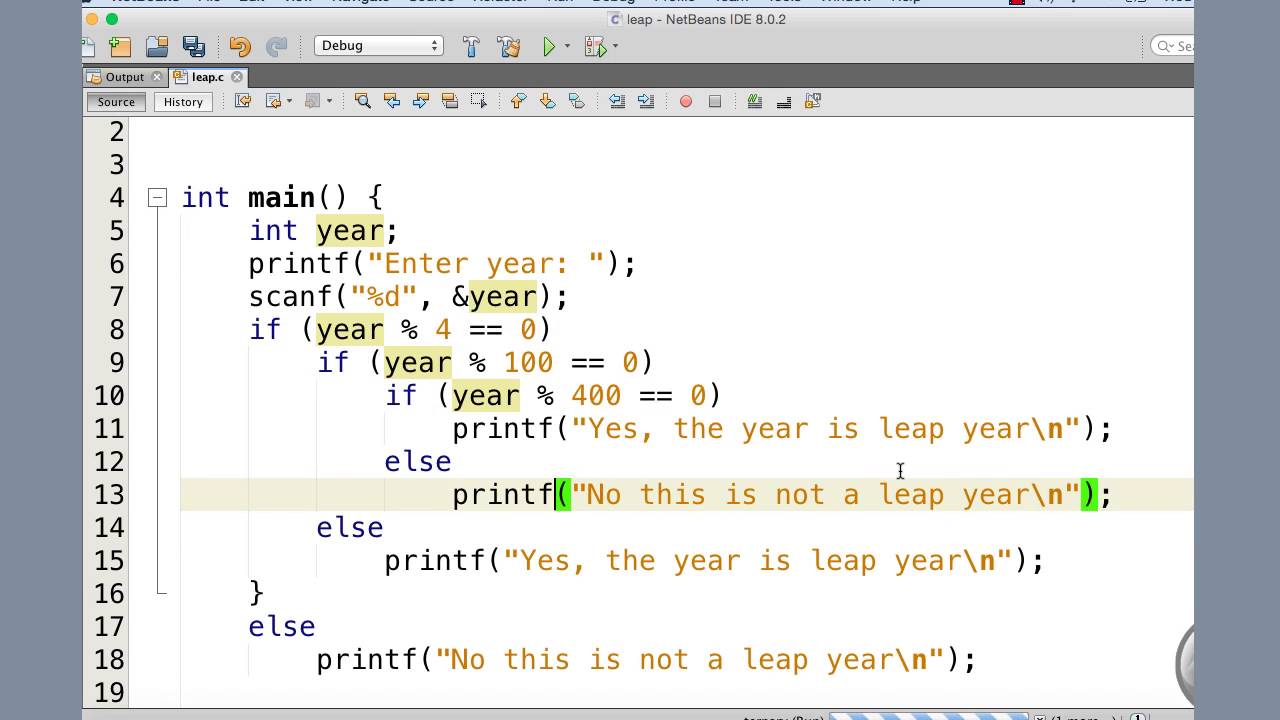 leap - NetBeans IDE 8.0.2
Debug
Output leap.c
Source History
2
3
4 int main() {
5 int year;
6 printf("Enter year: ");
7 scanf("%d", &year);
8 if (year % 4 == 0)
9 if (year % 100 == 0)
10 if (year % 400 == 0)
11 printf("Yes, the year is leap year\n");
12 else
13 printf("No this is not a leap year\n");
14 else
15 printf("Yes, the year is leap year\n");
16 }
17 else
18 printf("No this is not a leap year\n");
19